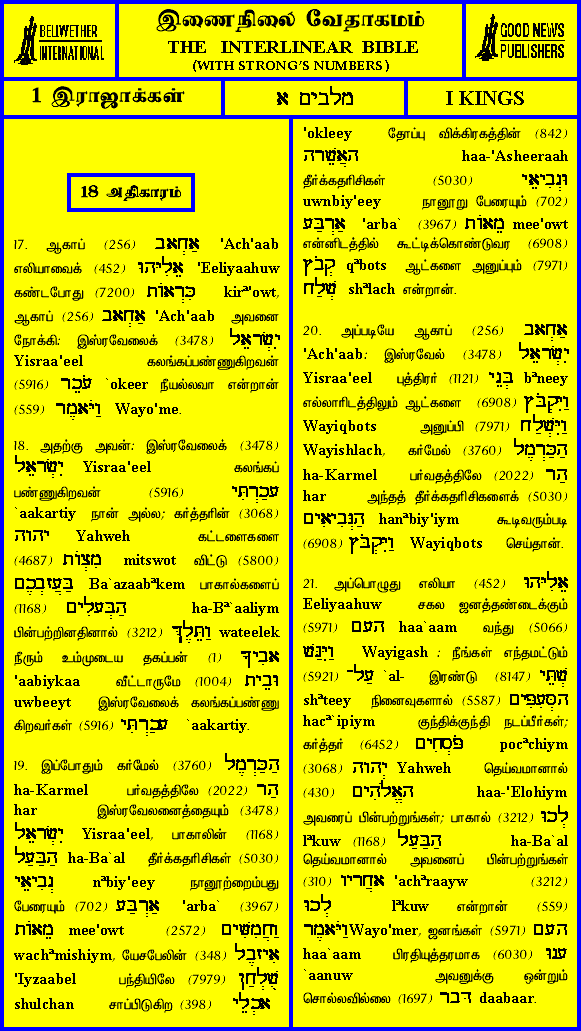 BELIWETHER
INTERNATIONAL
இணைநிலை வேதாகமம்
THE INTERLINEAR BIBLE
(WITH STRONG'S NUMBERS)
GOOD NEWS
PUBLISHERS
1 இராஜாக்கள்
מלכים א
I KINGS
18 அதிகாரம்
17. ஆகாப் (256) אַחְאָב 'Ach'aab
எலியாவைக் (452) אֵלִיָּהוּ 'Eeliyaahuw
கண்டபோது (7200) כִּרְאוֹת kirª'owt,
ஆகாப் (256) אַחְאָב 'Ach'aab அவனை
நோக்கி: இஸ்ரவேலைக் (3478) יִשְׂרָאֵל
Yisraa'eel கலங்கப்பண்ணுகிறவன்
(5916) עֹכֵר `okeer நீயல்லவா என்றான்
(559) וַיֹּאמֶר Wayo'me.
18. அதற்கு அவன்: இஸ்ரவேலைக் (3478)
יִשְׂרָאֵל Yisraa'eel கலங்கப்
பண்ணுகிறவன் (5916) עָכַרְתִּי
`aakartiy நான் அல்ல; கர்த்தரின் (3068)
יהוה Yahweh கட்டளைகளை
(4687) מִצְוֹת mitswot விட்டு (5800)
בַּעֲזָבְכֶם Ba`azaabªkem பாகால்களைப்
(1168) הַבְּעָלִים ha-Bª`aaliym
பின்பற்றினதினால் (3212) וַתֵּלֶךְ wateelek
நீரும் உம்முடைய தகப்பன் (1) אָבִיךָ
'aabiykaa வீட்டாருமே (1004) וּבֵית
uwbeeyt இஸ்ரவேலைக் கலங்கப்பண்ணு
கிறவர்கள் (5916) עָכַרְתִּי `aakartiy.
19. இப்போதும் கர்மேல் (3760) הַכַּרְמֶל
ha-Karmel பர்வதத்திலே (2022) הַר
har இஸ்ரவேலனைத்தையும் (3478)
יִשְׂרָאֵל Yisraa'eel, பாகாலின் (1168)
הַבַּעַל ha-Ba`al தீர்க்கதரிசிகள் (5030)
נְבִיאֵי nªbiy'eey நானூற்றைம்பது
பேரையும் (702) אַרְבַּע 'arba` (3967)
מֵאוֹת mee'owt (2572) וַחֲמִשִּׁים
wachªmishiym, யேசபேலின் (348) אִיזָבֶל
'Iyzaabel பந்தியிலே (7979) שֻׁלְחַן
shulchan சாப்பிடுகிற (398) אֹכְלֵי
'okleey தோப்பு விக்கிரகத்தின் (842)
הָאֲשֵׁרָה haa-'Asheeraah
தீர்க்கதரிசிகள் (5030) וּנְבִיאֵי
uwnbiy'eey நானூறு பேரையும் (702)
אַרְבַּע 'arba` (3967) מֵאוֹת mee'owt
என்னிடத்தில் கூட்டிக்கொண்டுவர (6908)
קְבֹץ qªbots ஆட்களை அனுப்பும் (7971)
שְׁלַח shªlach என்றான்.
20. அப்படியே ஆகாப் (256) אַחְאָב
'Ach'aab: இஸ்ரவேல் (3478) יִשְׂרָאֵל
Yisraa'eel புத்திரர் (1121) בְּנֵי bªneey
எல்லாரிடத்திலும் ஆட்களை (6908) וַיִּקְבֹּץ
Wayiqbots அனுப்பி (7971) וַיִּשְׁלַח
Wayishlach, கர்மேல் (3760) הַכַּרְמֶל
ha-Karmel பர்வதத்திலே (2022) הַר
har அந்தத் தீர்க்கதரிசிகளைக் (5030)
הַנְּבִיאִים hanªbiy'iym கூடிவரும்படி
(6908) וַיִּקְבֹּץ Wayiqbots செய்தான்.
21. அப்பொழுது எலியா (452) אֵלִיָּהוּ
Eeliyaahuw சகல ஜனத்தண்டைக்கும்
(5971) הָעָם haa`aam வந்து (5066)
וַיִּגַּשׁ Wayigash : நீங்கள் எந்தமட்டும்
(5921) עַל־ `al- இரண்டு (8147) שְׁתֵּי
shªteey நினைவுகளால் (5587) הַסְּעִפִּים
hacª`ipiym குந்திக்குந்தி நடப்பீர்கள்;
கர்த்தர் (6452) פֹּסְחִים pocªchiym
(3068) יְהוָה Yahweh தெய்வமானால்
(430) הָאֱלֹהִים haa-'Elohiym
அவரைப் பின்பற்றுங்கள்; பாகால் (3212) לְכוּ
lªkuw (1168) הַבַּעַל ha-Ba`al
தெய்வமானால் அவனைப் பின்பற்றுங்கள்
(310) אַחֲרָיו 'achªraayw (3212)
לְכוּ lªkuw என்றான் (559)
וַיֹּאמֶר Wayo'mer, ஜனங்கள் (5971) הָעָם
haa`aam பிரதியுத்தரமாக (6030) עָנוּ
`aanuw அவனுக்கு ஒன்றும்
சொல்லவில்லை (1697) דָּבָר daabaar.